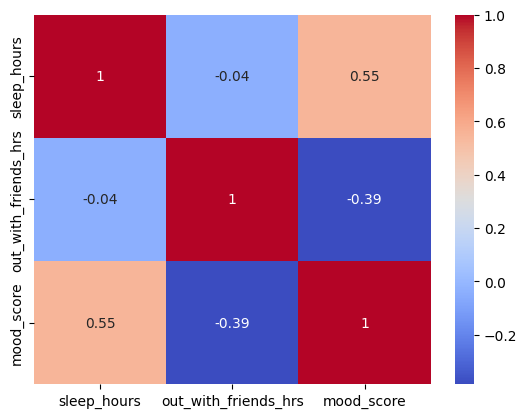 sleep_hours
1
-0.04
0.55
out_with_friends_hrs
-0.04
1
-0.39
mood_score
0.55
-0.39
1
sleep_hours
out_with_friends_hrs
mood_score
1.0
0.8
0.6
0.4
0.2
0.0
−0.2